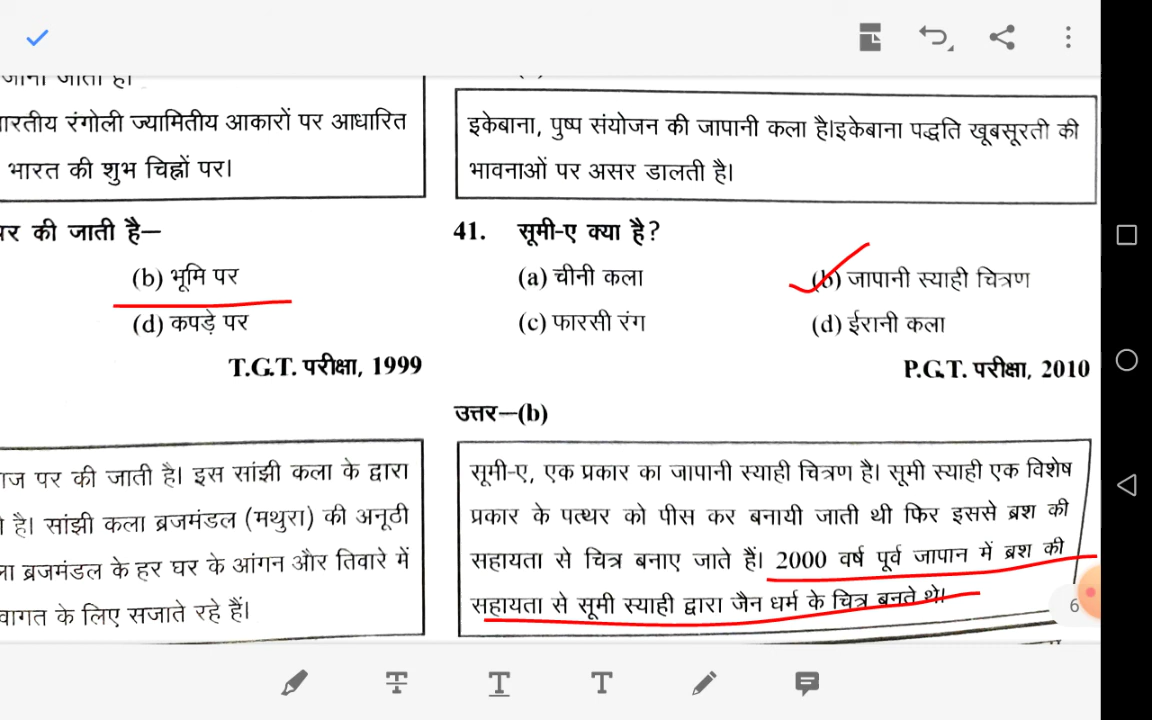 जाना जाता है।
ारतीय रंगोली ज्यामितीय आकारों पर आधारित
भारत की शुभ चिह्नों पर।
पर की जाती है—
(b) भूमि पर
(d) कपड़े पर
T.G.T. परीक्षा, 1999
ाज पर की जाती है। इस सांझी कला के द्वारा
है। सांझी कला ब्रजमंडल (मथुरा) की अनूठी
ला ब्रजमंडल के हर घर के आंगन और तिवारे में
वागत के लिए सजाते रहे हैं।
इकेबाना, पुष्प संयोजन की जापानी कला है।इकेबाना पद्धति खूबसूरती की
भावनाओं पर असर डालती है।
41. सूमी-ए क्या है?
(a) चीनी कला (b) जापानी स्याही चित्रण
(c) फारसी रंग (d) ईरानी कला
P.G.T. परीक्षा, 2010
उत्तर—(b)
सूमी-ए, एक प्रकार का जापानी स्याही चित्रण है। सूमी स्याही एक विशेष
प्रकार के पत्थर को पीस कर बनायी जाती थी फिर इससे ब्रश की
सहायता से चित्र बनाए जाते हैं। 2000 वर्ष पूर्व जापान में ब्रश की
सहायता से सूमी स्याही द्वारा जैन धर्म के चित्र बनते थे।
6